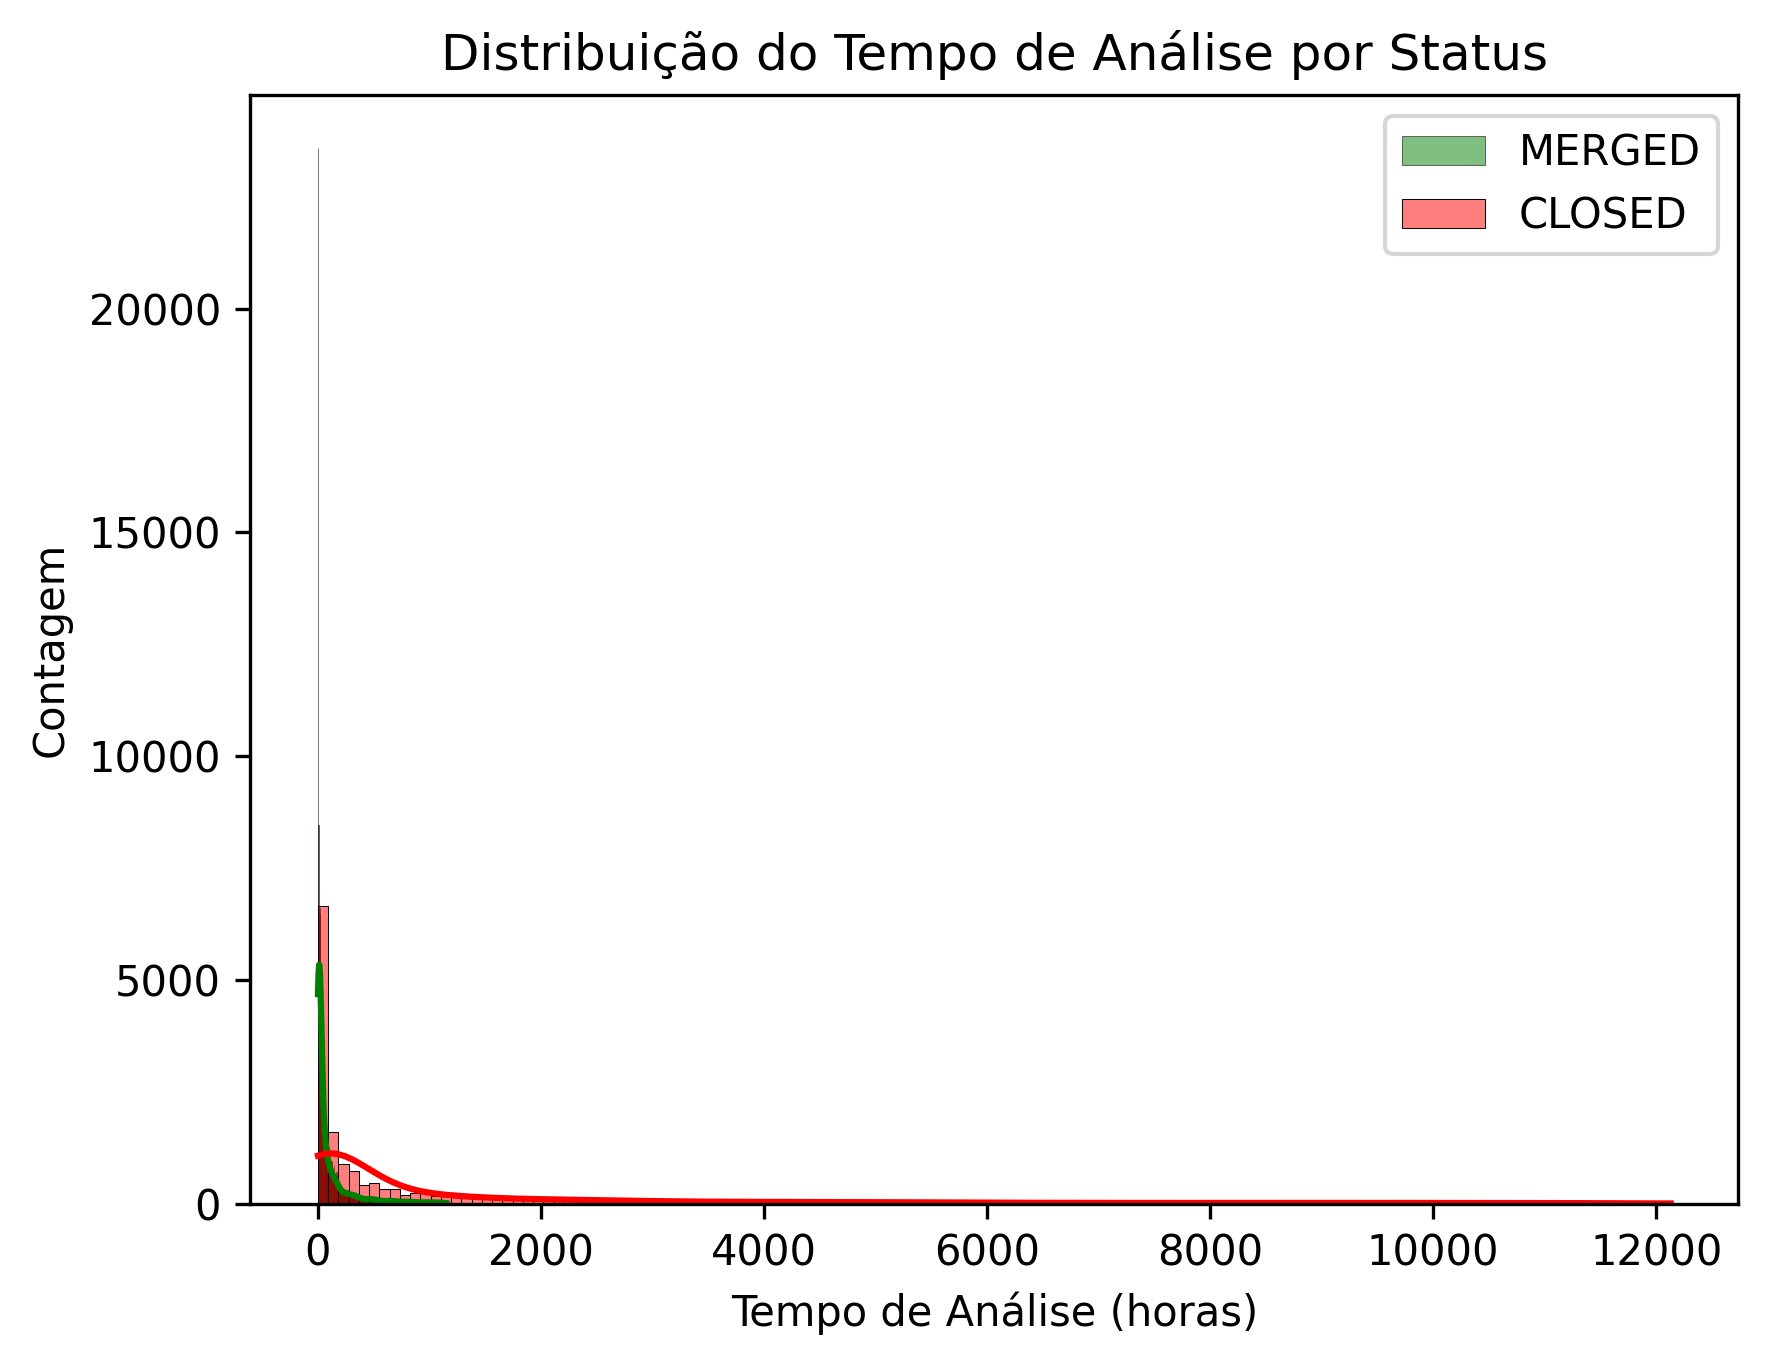 Distribuição do Tempo de Análise por Status
MERGED
CLOSED
20000
15000
10000
5000
0
Contagem
0 2000 4000 6000 8000 10000 12000
Tempo de Análise (horas)